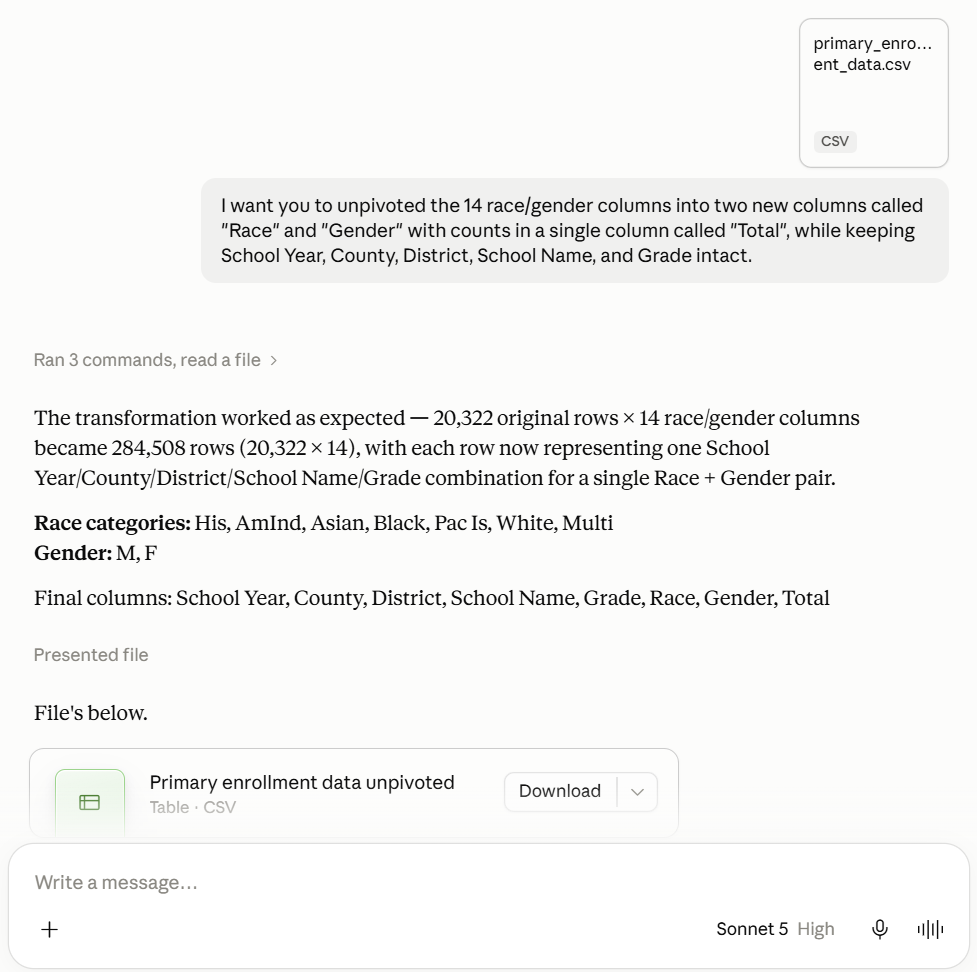 primary_enro...
ent_data.csv
CSV
I want you to unpivoted the 14 race/gender columns into two new columns called
"Race" and "Gender" with counts in a single column called "Total", while keeping
School Year, County, District, School Name, and Grade intact.
Ran 3 commands, read a file >
The transformation worked as expected — 20,322 original rows × 14 race/gender columns
became 284,508 rows (20,322 × 14), with each row now representing one School
Year/County/District/School Name/Grade combination for a single Race + Gender pair.
Race categories: His, AmInd, Asian, Black, Pac Is, White, Multi
Gender: M, F
Final columns: School Year, County, District, School Name, Grade, Race, Gender, Total
Presented file
File's below.
Primary enrollment data unpivoted
Table · CSV
Download
Write a message...
Sonnet 5 High